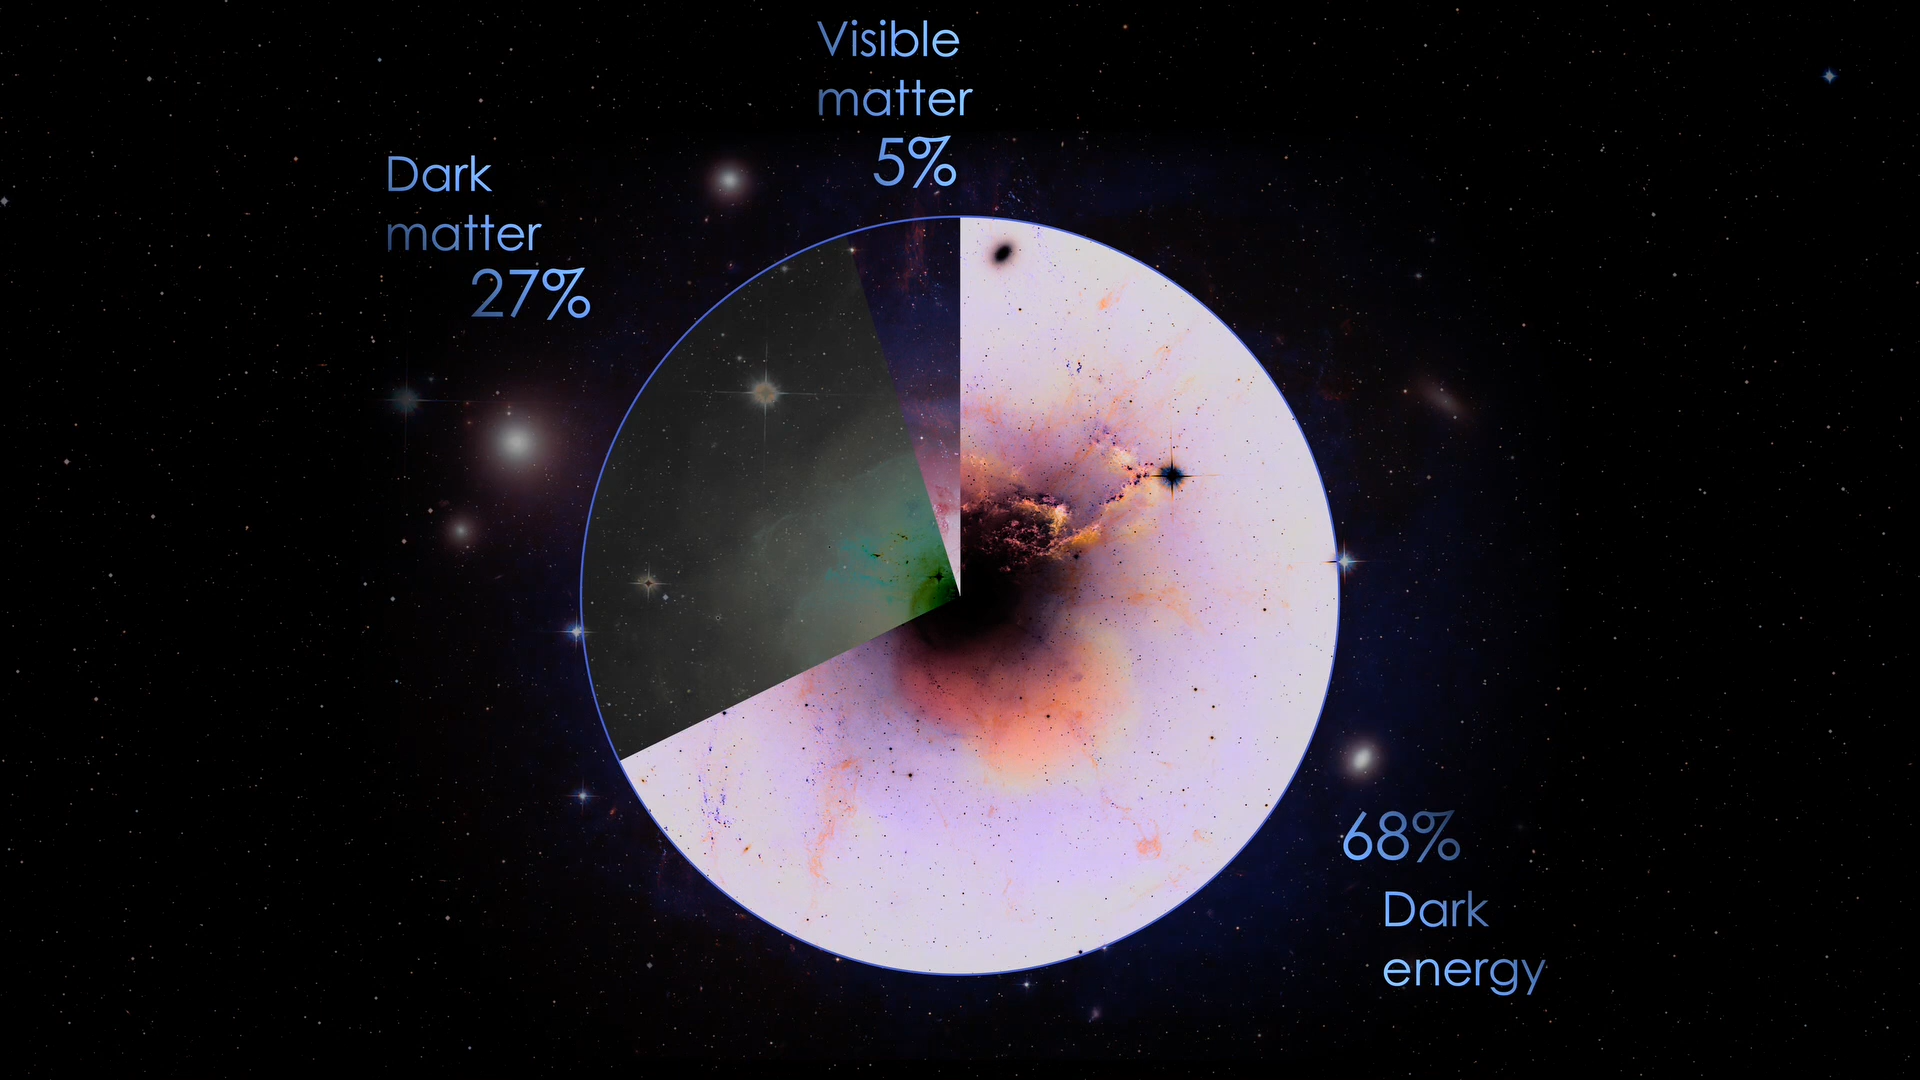 Visible
matter
5%
Dark
matter
27%
68%
Dark
energy